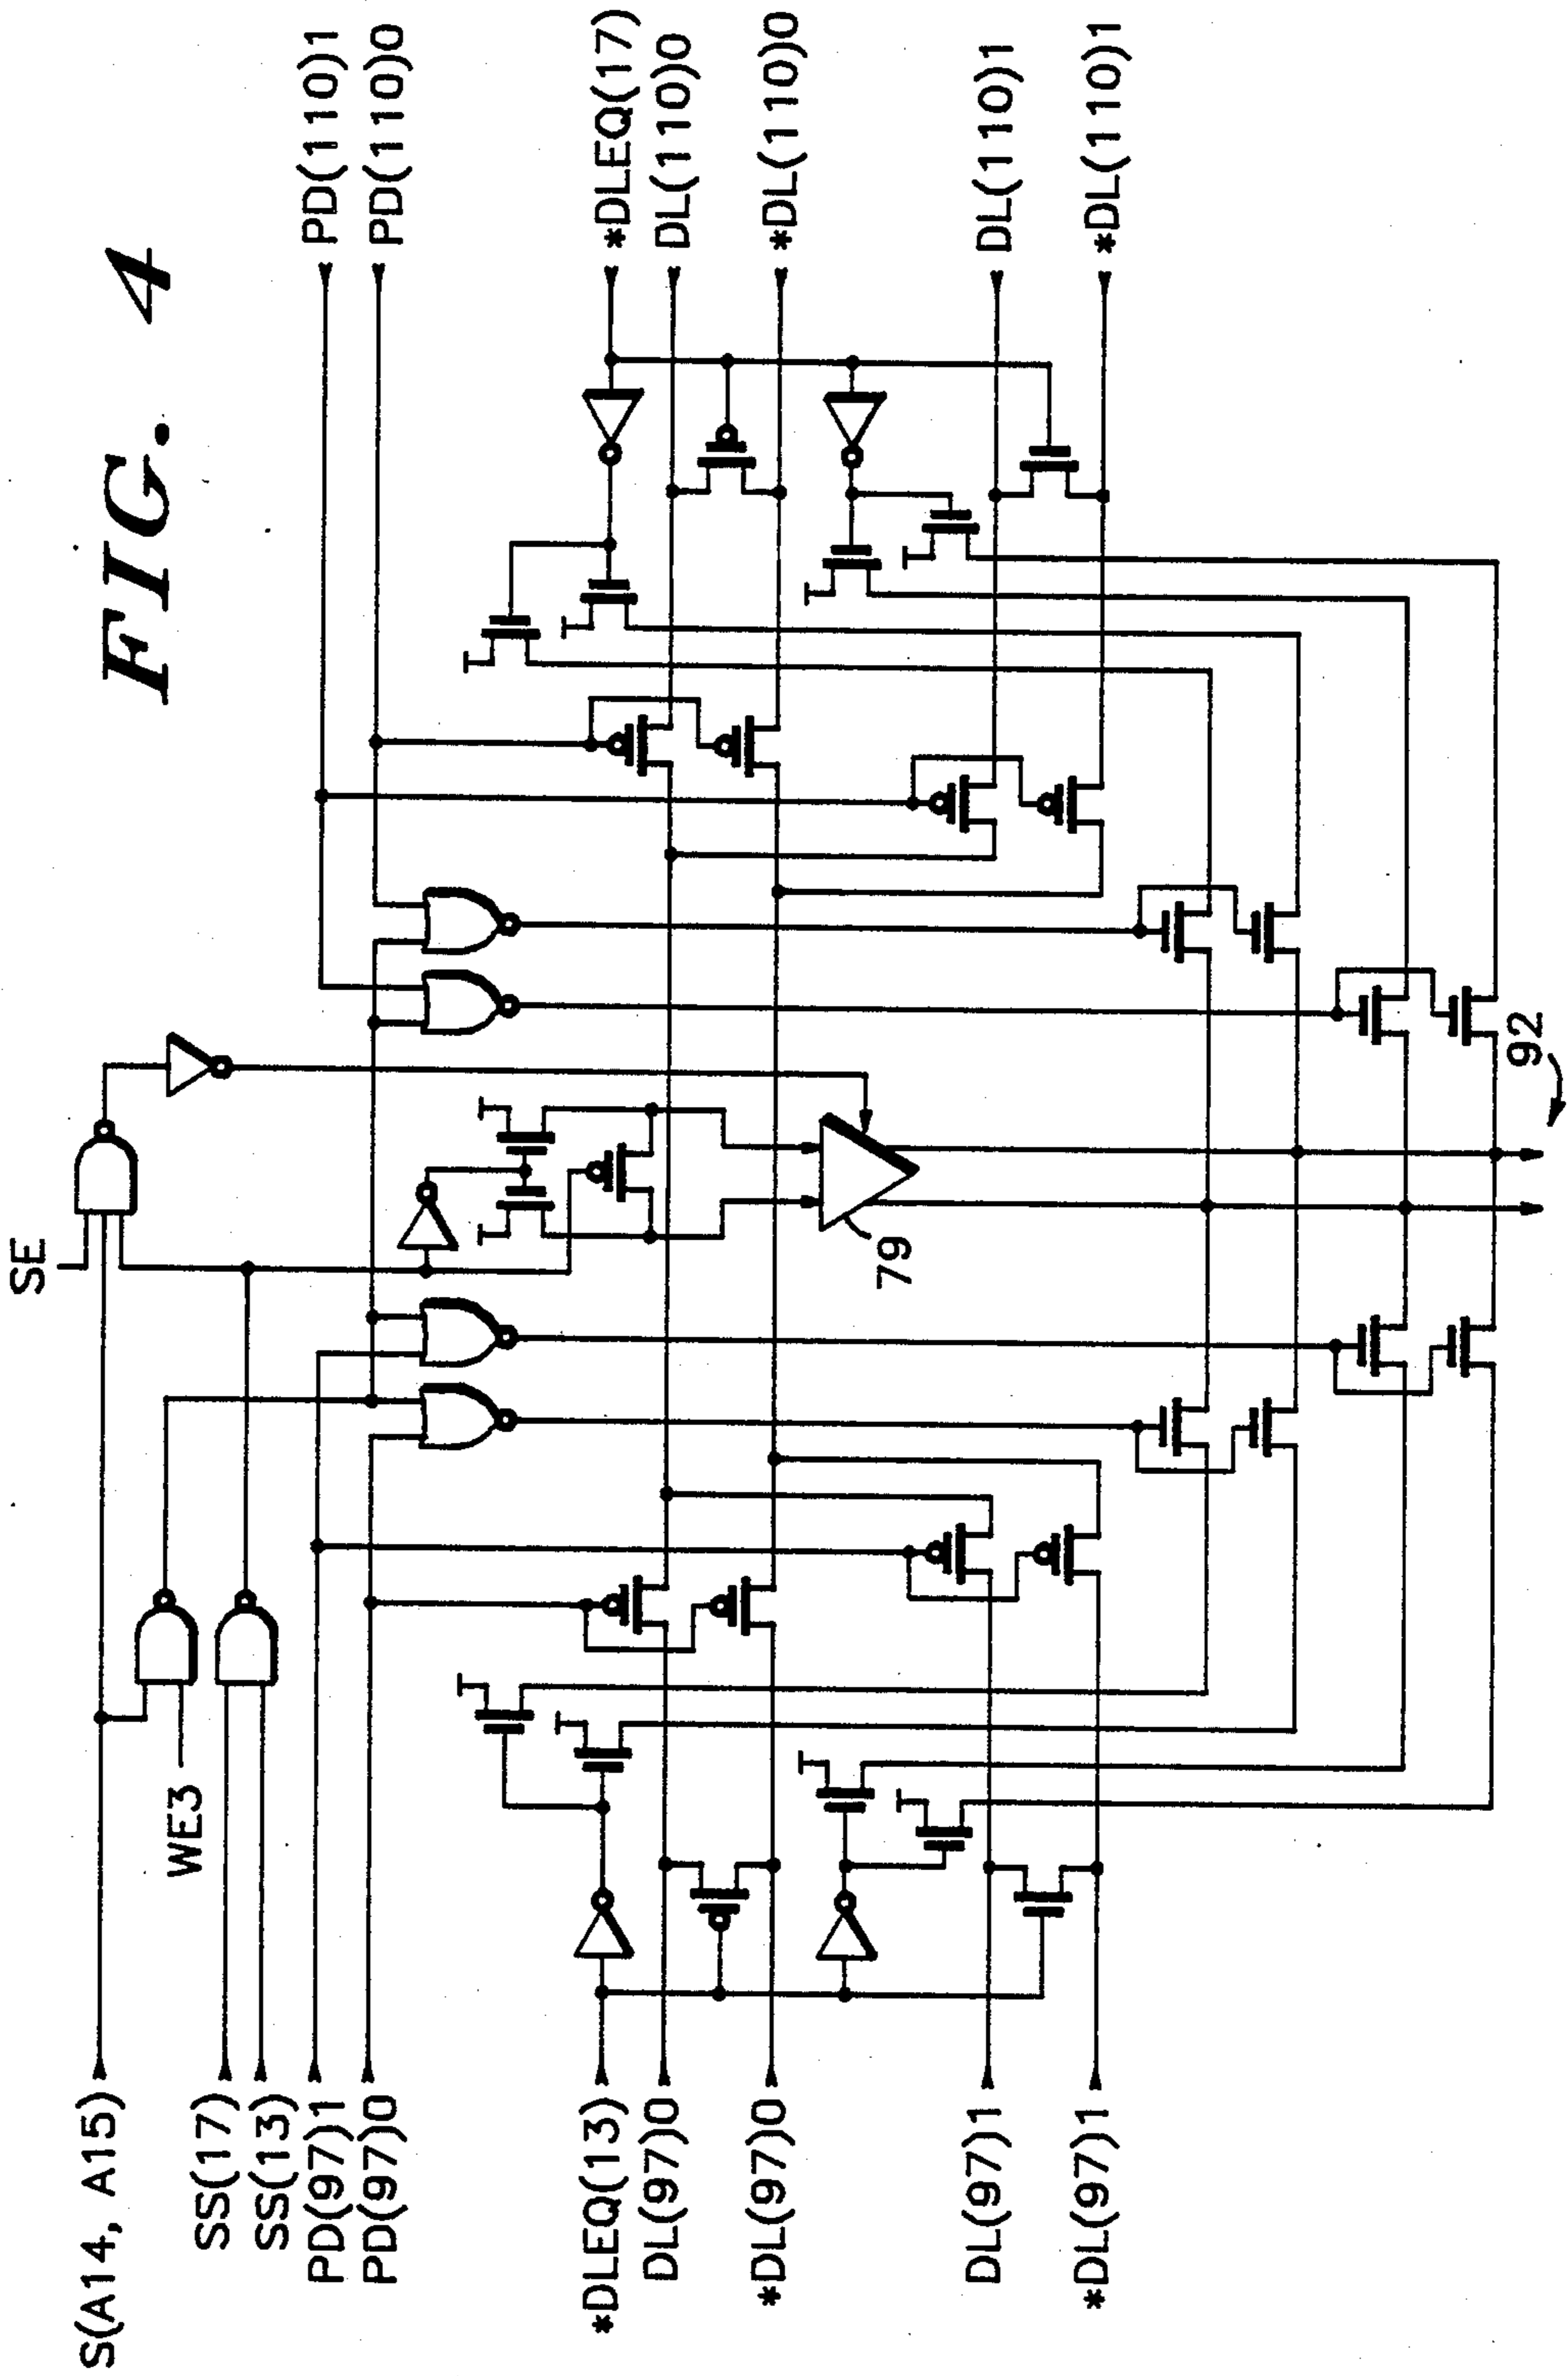 FIG. 4
S(A14, A15)
SE
WE3
SS(17)
SS(13)
PD(97)1
PD(97)0
PD(110)1
PD(110)0
*DLEQ(13)
DL(97)0
*DL(97)0
DL(97)1
*DL(97)1
79
*DLEQ(17)
DL(110)0
*DL(110)0
DL(110)1
*DL(110)1
92